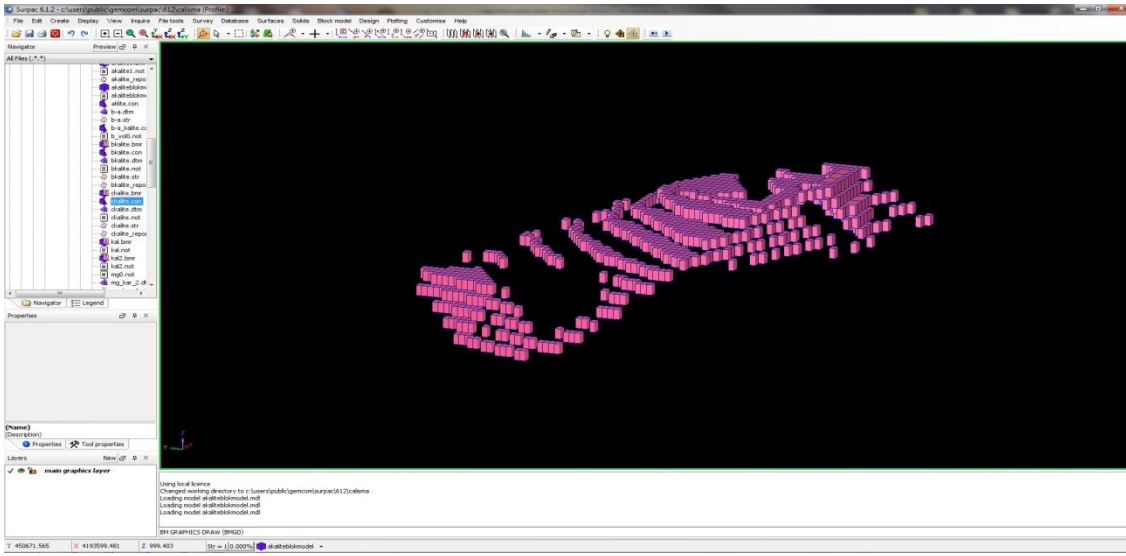 Surpac 6.1.2 - c:\users\public\gemcom\surpac\612\calisma (Profile:)
File Edit Create Display View Inquire File tools Survey Database Surfaces Solids Block model Design Plotting Customise Help
Navigator Preview
All Files (.*,*)
akalite1.not
akalite_repo
akaliteblokm
akaliteblokm
aklite.con
b-a.dtm
b-a.str
b-a_kalite.cc
b_vol0.not
bkalite.bmr
bkalite.con
bkalite.dtm
bkalite.not
bkalite.str
bkalite_repo
ckalite.bmr
ckalite.con
ckalite.dtm
ckalite.not
ckalite.str
ckalite_repor
kal.bmr
kal.not
kal2.bmr
kal2.not
mg0.not
mg_kar_2.dt
Navigator Legend
Properties
(Name)
(Description)
Properties Tool properties
Layers New
main graphics layer
Z
Y X
Using local licence
Changed working directory to c:\users\public\gemcom\surpac\612\calisma
Loading model akaliteblokmodel.mdl
Loading model akaliteblokmodel.mdl
Loading model akaliteblokmodel.mdl
BM GRAPHICS DRAW (BMGD)
Y 450671.565 X 4193599.481 Z 999.403 Str = 1 0.000% akaliteblokmodel